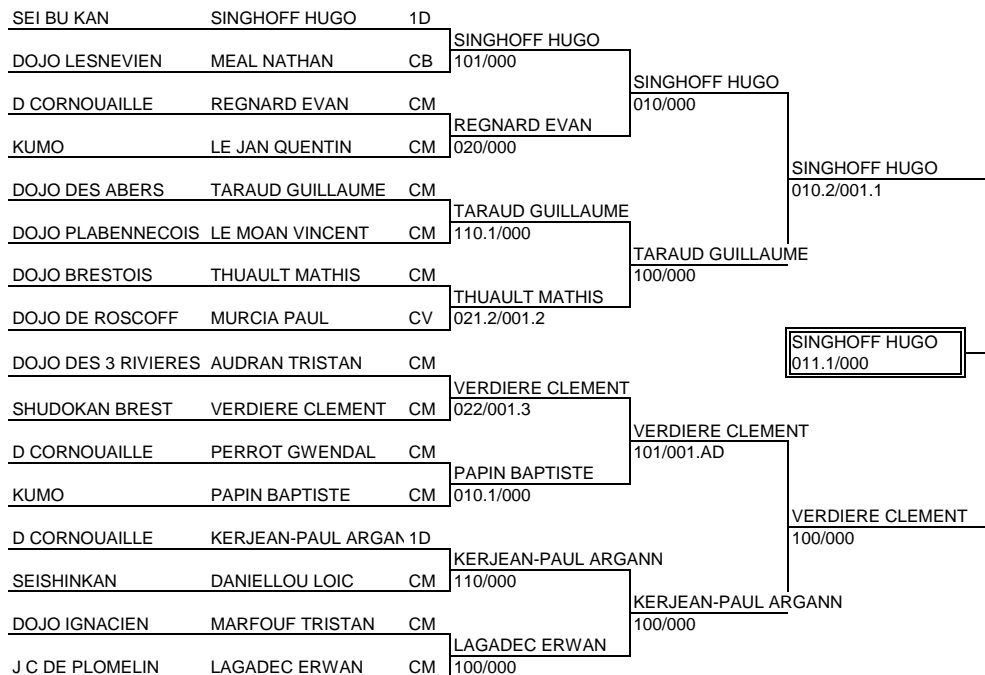 SEI BU KAN SINGHOFF HUGO 1D
SINGHOFF HUGO
DOJO LESNEVIEN MEAL NATHAN CB 101/000
SINGHOFF HUGO
D CORNOUAILLE REGNARD EVAN CM 010/000
REGNARD EVAN
KUMO LE JAN QUENTIN CM 020/000
SINGHOFF HUGO
DOJO DES ABERS TARAUD GUILLAUME CM 010.2/001.1
TARAUD GUILLAUME
DOJO PLABENNECOIS LE MOAN VINCENT CM 110.1/000
TARAUD GUILLAUME
DOJO BRESTOIS THUAULT MATHIS CM 100/000
THUAULT MATHIS
DOJO DE ROSCOFF MURCIA PAUL CV 021.2/001.2
SINGHOFF HUGO
DOJO DES 3 RIVIERES AUDRAN TRISTAN CM 011.1/000
VERDIERE CLEMENT
SHUDOKAN BREST VERDIERE CLEMENT CM 022/001.3
VERDIERE CLEMENT
D CORNOUAILLE PERROT GWENDAL CM 101/001.AD
PAPIN BAPTISTE
KUMO PAPIN BAPTISTE CM 010.1/000
VERDIERE CLEMENT
D CORNOUAILLE KERJEAN-PAUL ARGAN 1D 100/000
KERJEAN-PAUL ARGANN
SEISHINKAN DANIELLOU LOIC CM 110/000
KERJEAN-PAUL ARGANN
DOJO IGNACIEN MARFOUF TRISTAN CM 100/000
LAGADEC ERWAN
J C DE PLOMELIN LAGADEC ERWAN CM 100/000